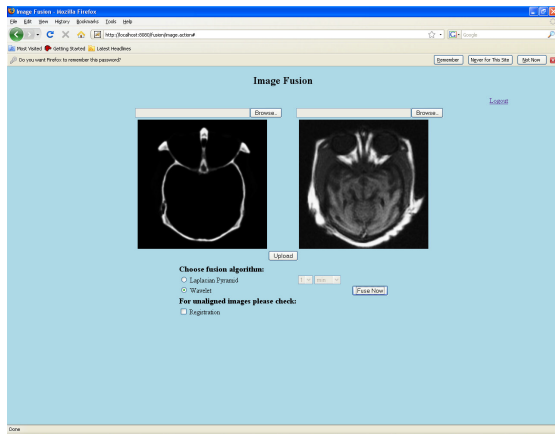 Image Fusion - Mozilla Firefox
File Edit View History Bookmarks Tools Help
http://localhost:8080/fusion/image.action#
Google
Most Visited Getting Started Latest Headlines
Do you want Firefox to remember this password?
Remember Never for This Site Not Now
Image Fusion
Logout
Browse.. Browse..
Upload
Choose fusion algorithm:
Laplacian Pyramid 1 max
Wavelet
Fuse Now!
For unaligned images please check:
Registration
Done